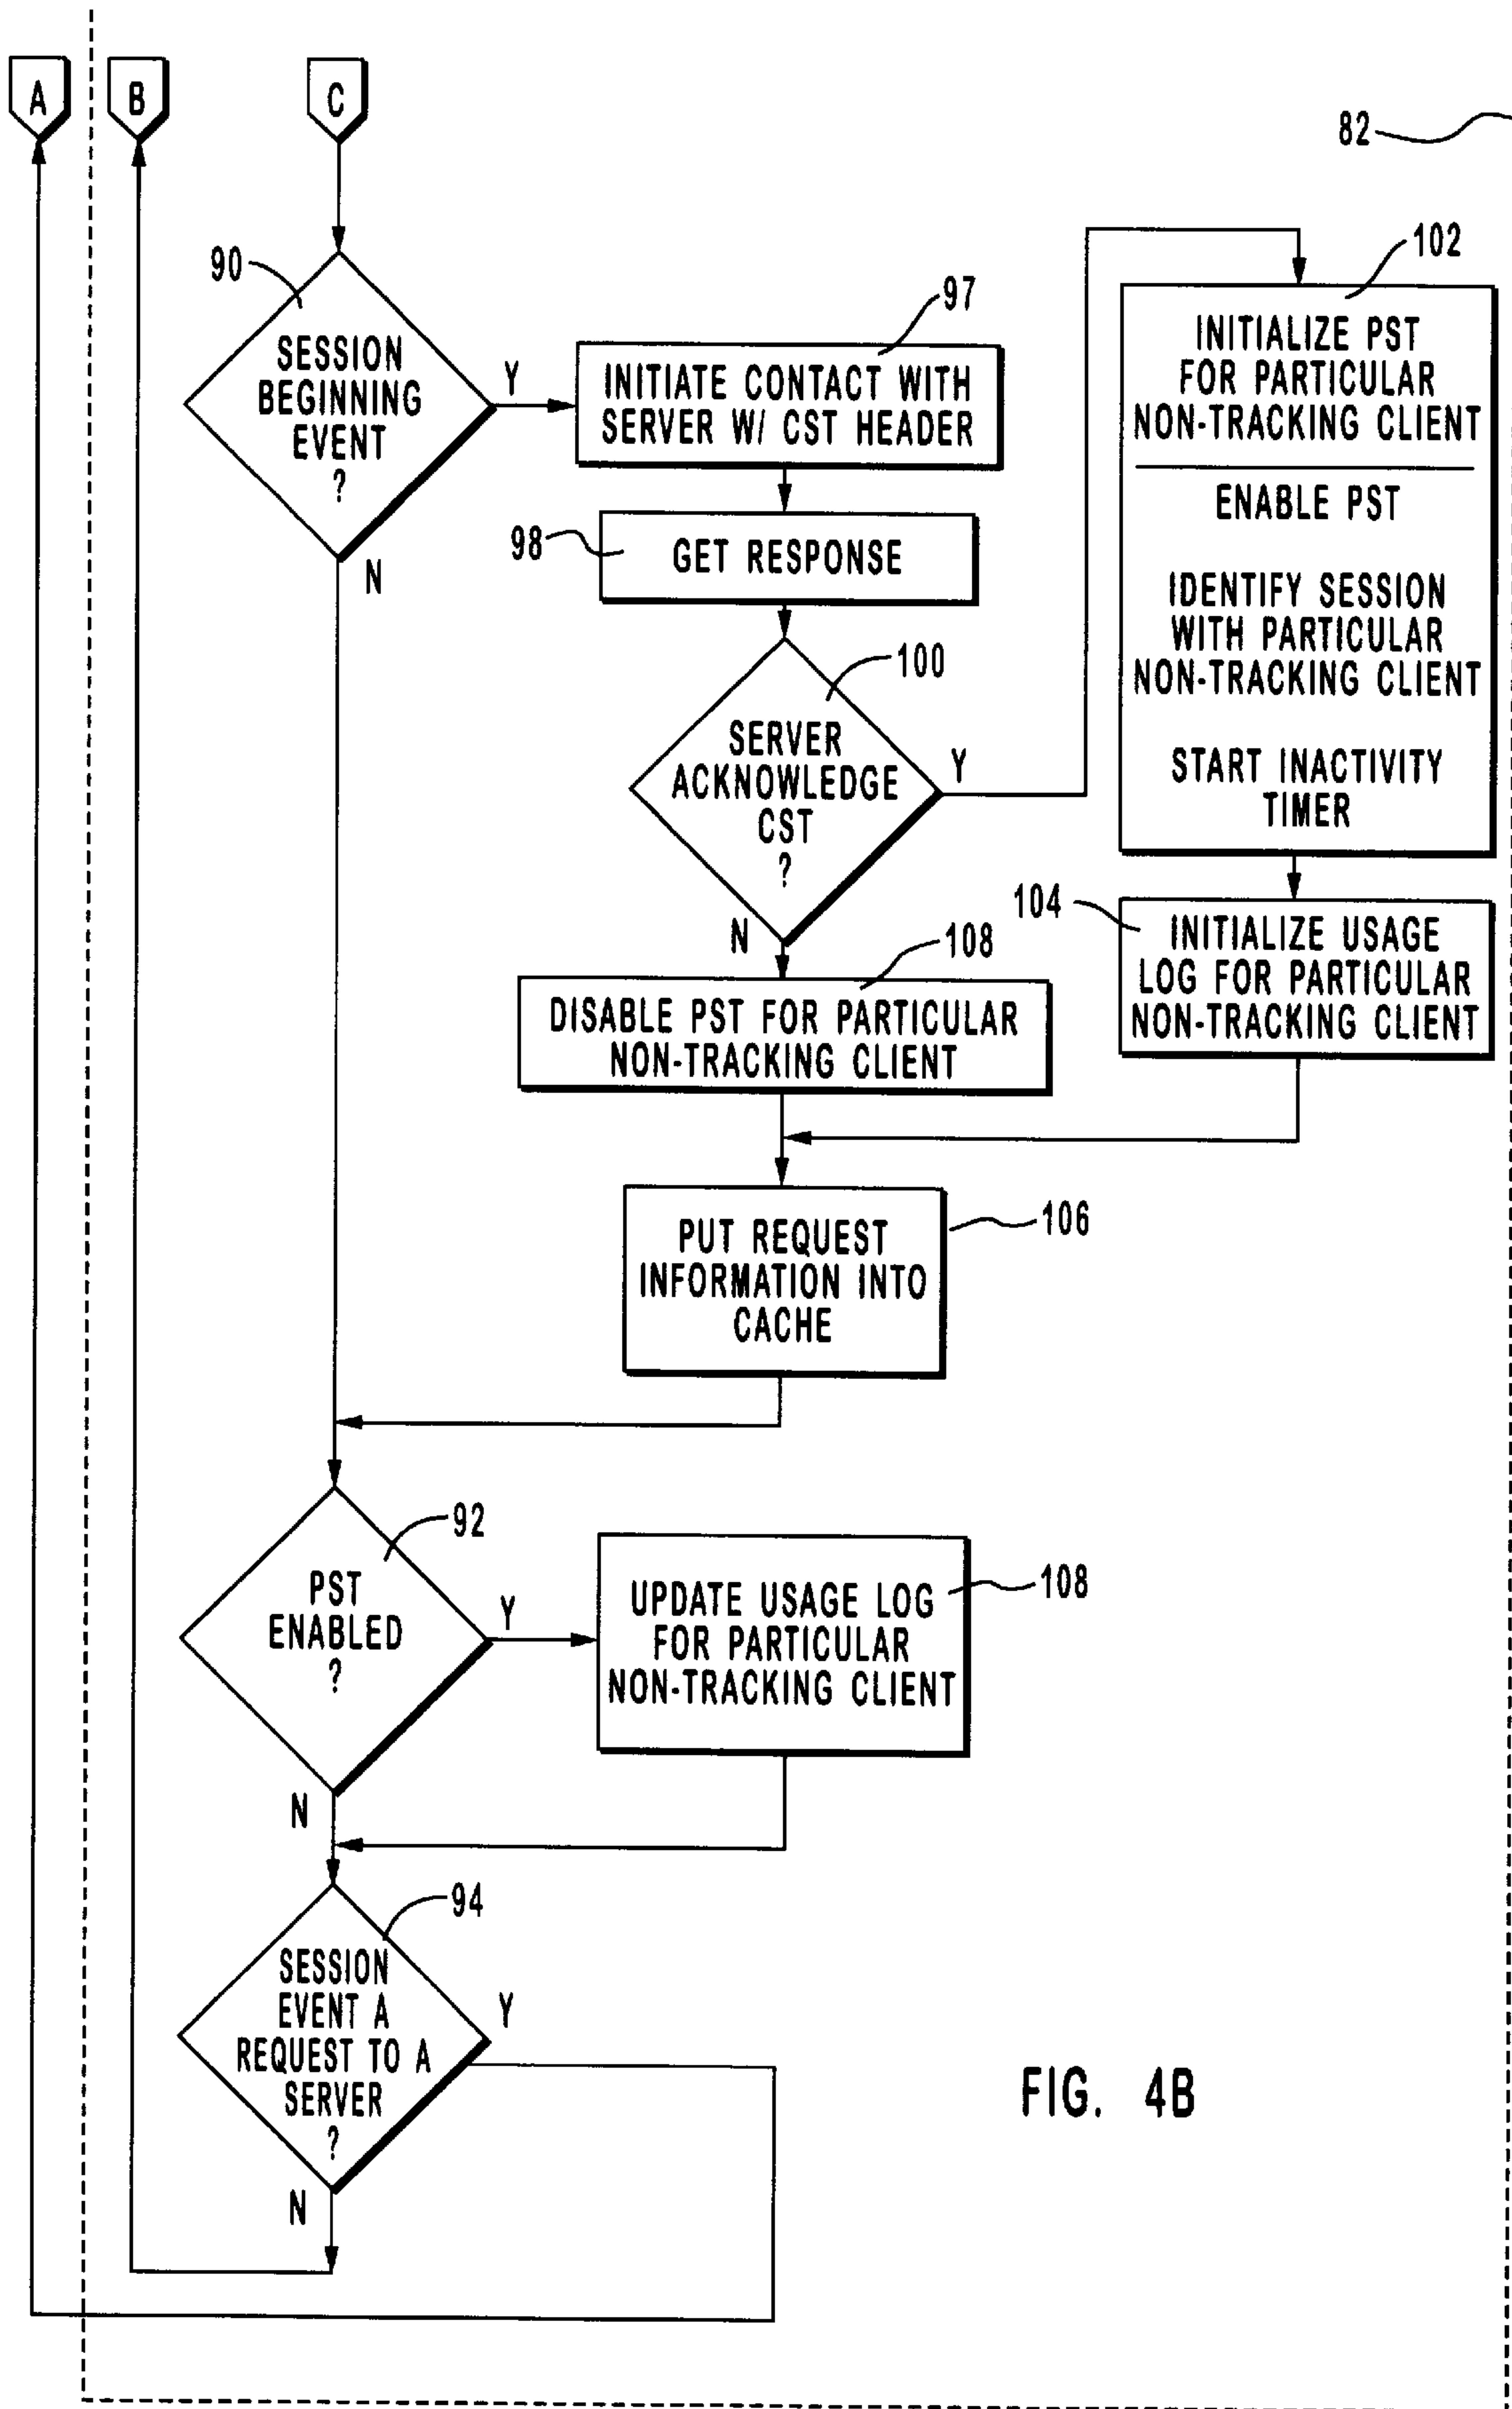 A
B
C
82
90
SESSION
BEGINNING
EVENT
?
Y
N
97
INITIATE CONTACT WITH
SERVER W/ CST HEADER
98
GET RESPONSE
100
SERVER
ACKNOWLEDGE
CST
?
Y
N
102
INITIALIZE PST
FOR PARTICULAR
NON-TRACKING CLIENT
ENABLE PST
IDENTIFY SESSION
WITH PARTICULAR
NON-TRACKING CLIENT
START INACTIVITY
TIMER
104
INITIALIZE USAGE
LOG FOR PARTICULAR
NON-TRACKING CLIENT
108
DISABLE PST FOR PARTICULAR
NON-TRACKING CLIENT
106
PUT REQUEST
INFORMATION INTO
CACHE
92
PST
ENABLED
?
Y
N
108
UPDATE USAGE LOG
FOR PARTICULAR
NON-TRACKING CLIENT
94
SESSION
EVENT A
REQUEST TO A
SERVER
?
Y
N
FIG. 4B